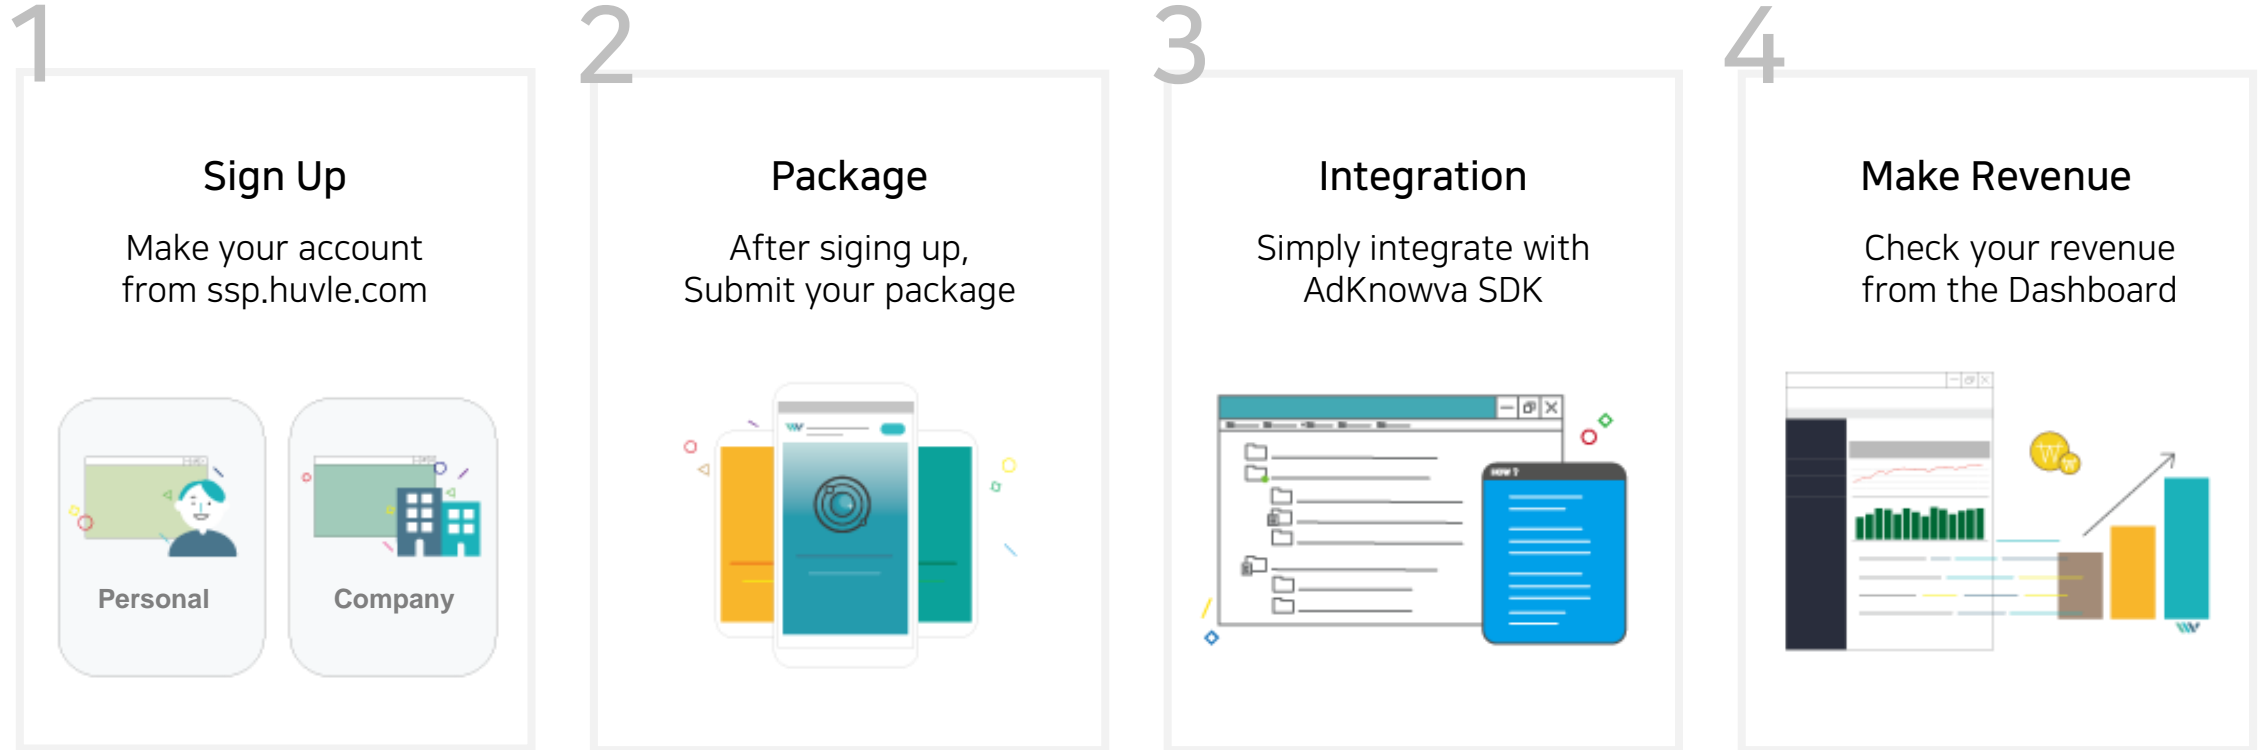 1
Sign Up
Make your account
from ssp.huvle.com
Personal
Company
2
Package
After siging up,
Submit your package
3
Integration
Simply integrate with
AdKnowva SDK
HOW ?
4
Make Revenue
Check your revenue
from the Dashboard